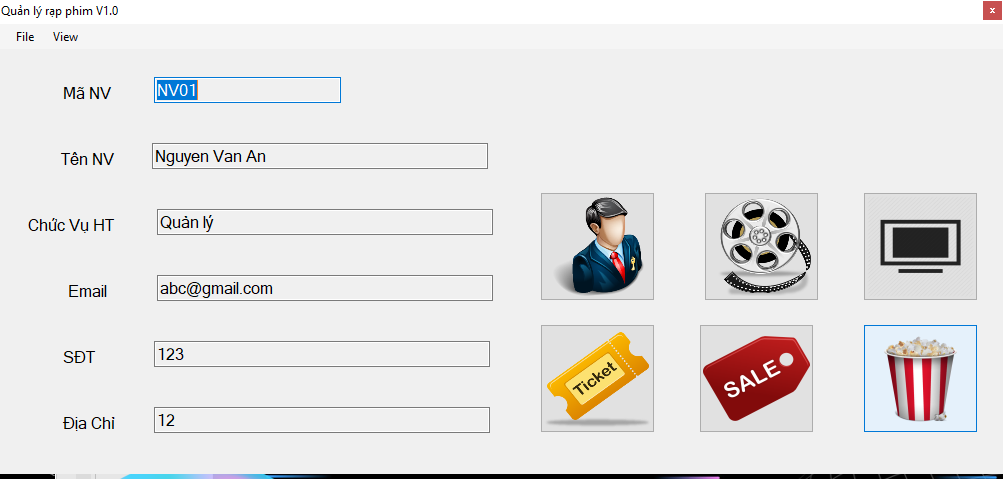 Quản lý rạp phim V1.0
x
File View
Mã NV NV01
Tên NV Nguyen Van An
Chức Vụ HT Quản lý
Email abc@gmail.com
SĐT 123
Địa Chỉ 12
Ticket
SALE